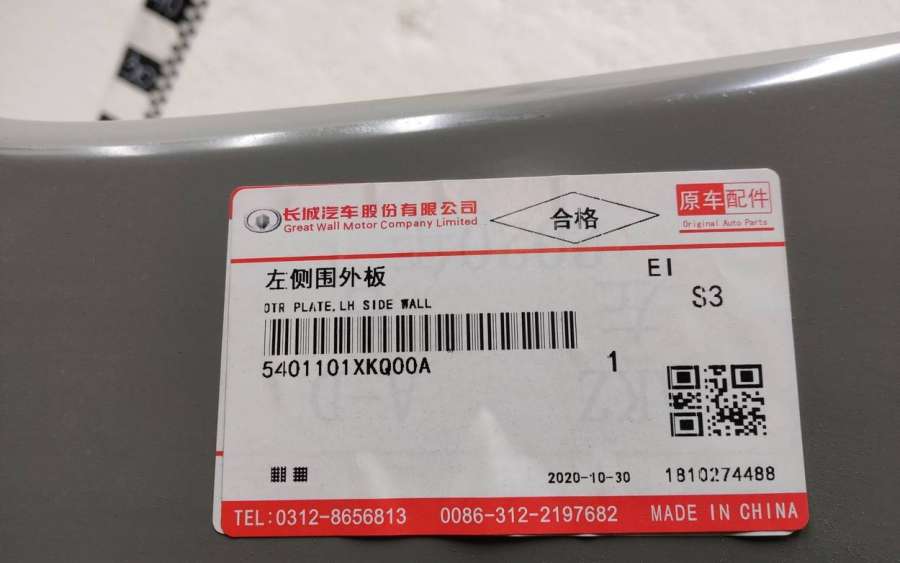 长城汽车股份有限公司
Great Wall Motor Company Limited
合格
原车配件
Original Auto Parts
左侧围外板
EI
S3
OTR PLATE,LH SIDE WALL
5401101XKQ00A
1
2020-10-30
1810274488
TEL:0312-8656813 0086-312-2197682 MADE IN CHINA